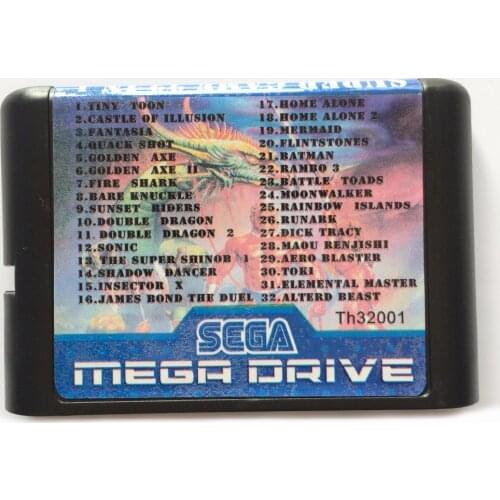 1.TINY TOON
2.CASTLE OF ILLUSION
3.FANTASIA
4.QUACK SHOT
5.GOLDEN AXE
6.GOLDEN AXE II
7.FIRE SHARK
8.BARE KNUCKLE
9.SUNSET RIDERS
10.DOUBLE DRAGON
11. DOUBLE DRAGON 2
12.SONIC
13.THE SUPER SHINOB 1
14.SHADOW DANCER
15.INSECTOR X
16.JAMES BOND THE DUEL
17.HOME ALONE
18.HOME ALONE 2
19.MERMAID
20.FLINTSTONES
21.BATMAN
22.RAMBO 3
23.BATTLE TOADS
24.MOONWALKER
25.RAINBOW ISLANDS
26.RUNARK
27.DICK TRACY
28.MAOU RENJISHI
29.AERO BLASTER
30.TOKI
31.ELEMENTAL MASTER
32.ALTERD BEAST
Th32001
SEGA
MEGA DRIVE